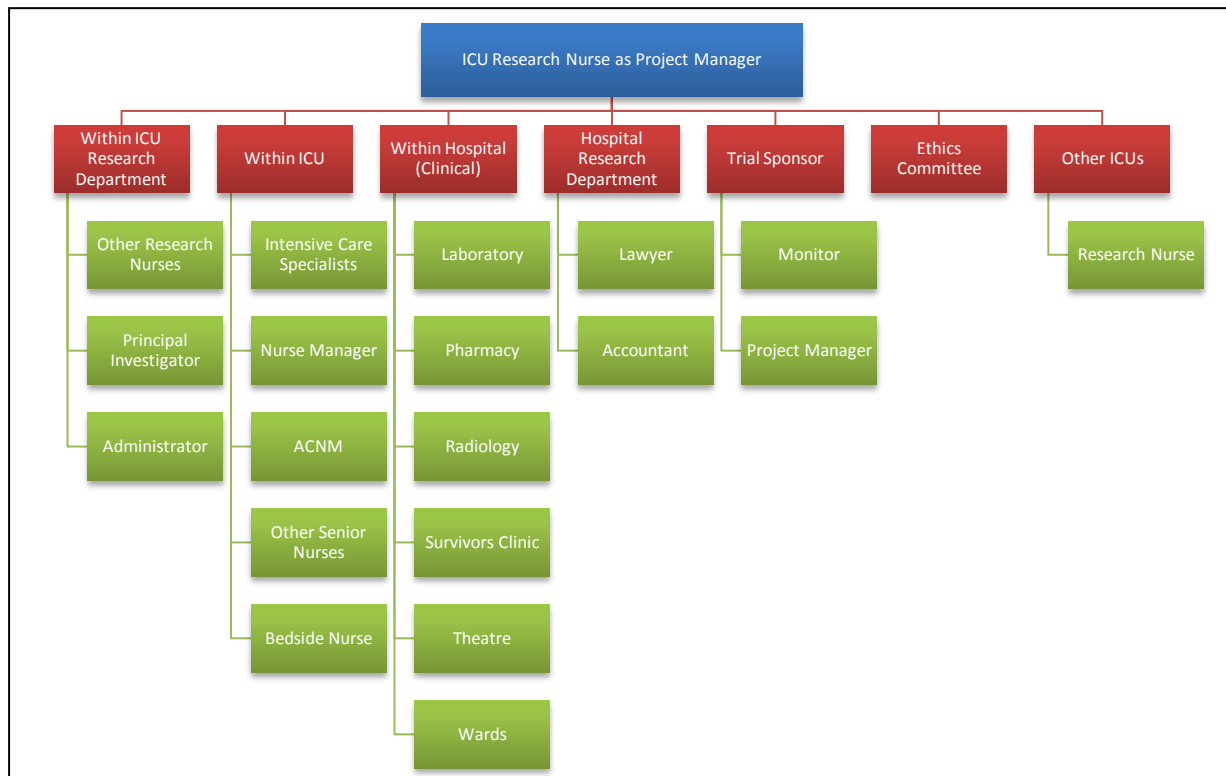 ICU Research Nurse as Project Manager
Within ICU
Research
Department
Within ICU
Within Hospital
(Clinical)
Hospital
Research
Department
Trial Sponsor
Ethics
Committee
Other ICUs
Other Research
Nurses
Principal
Investigator
Administrator
Intensive Care
Specialists
Nurse Manager
ACNM
Other Senior
Nurses
Bedside Nurse
Laboratory
Pharmacy
Radiology
Survivors Clinic
Theatre
Wards
Lawyer
Accountant
Monitor
Project Manager
Research Nurse